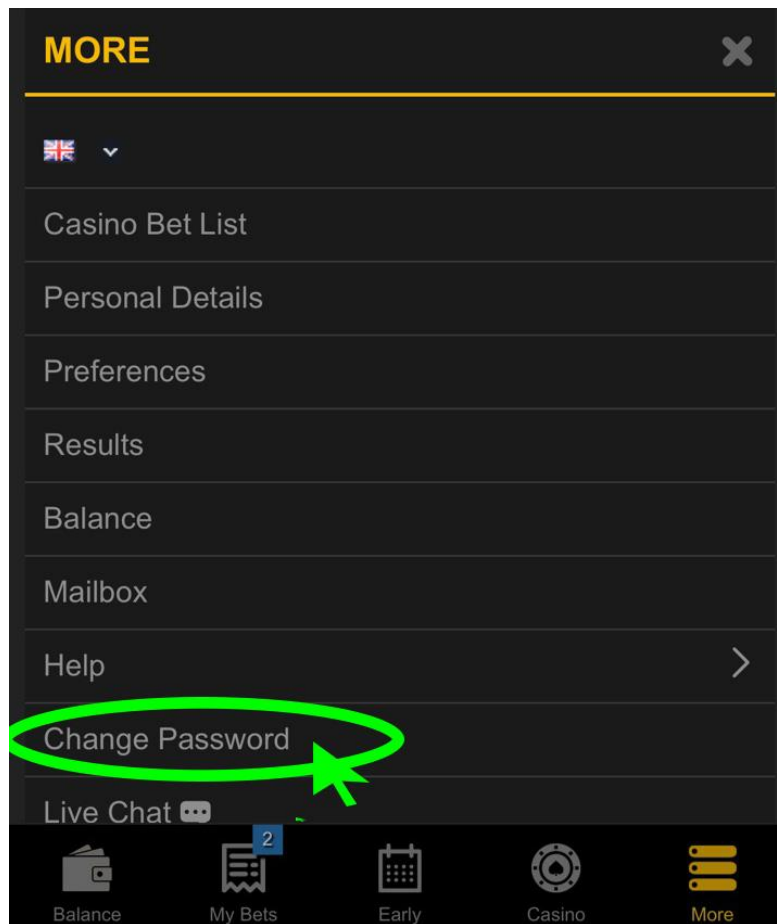 MORE
Casino Bet List
Personal Details
Preferences
Results
Balance
Mailbox
Help
Change Password
Live Chat
2
Balance
My Bets
Early
Casino
More